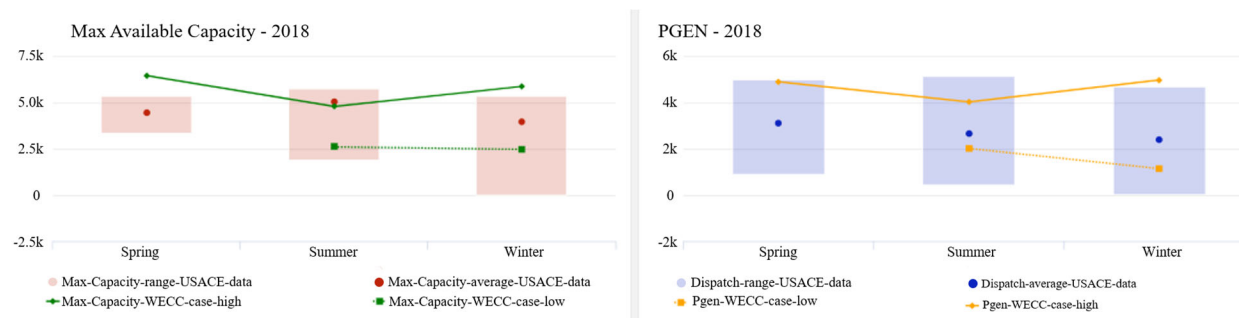 Max Available Capacity - 2018
7.5k
5.0k
2.5k
0
-2.5k
Spring
Summer
Winter
Max-Capacity-range-USACE-data
Max-Capacity-average-USACE-data
Max-Capacity-WECC-case-high
Max-Capacity-WECC-case-low
PGEN - 2018
6k
4k
2k
0
-2k
Spring
Summer
Winter
Dispatch-range-USACE-data
Dispatch-average-USACE-data
Pgen-WECC-case-low
Pgen-WECC-case-high